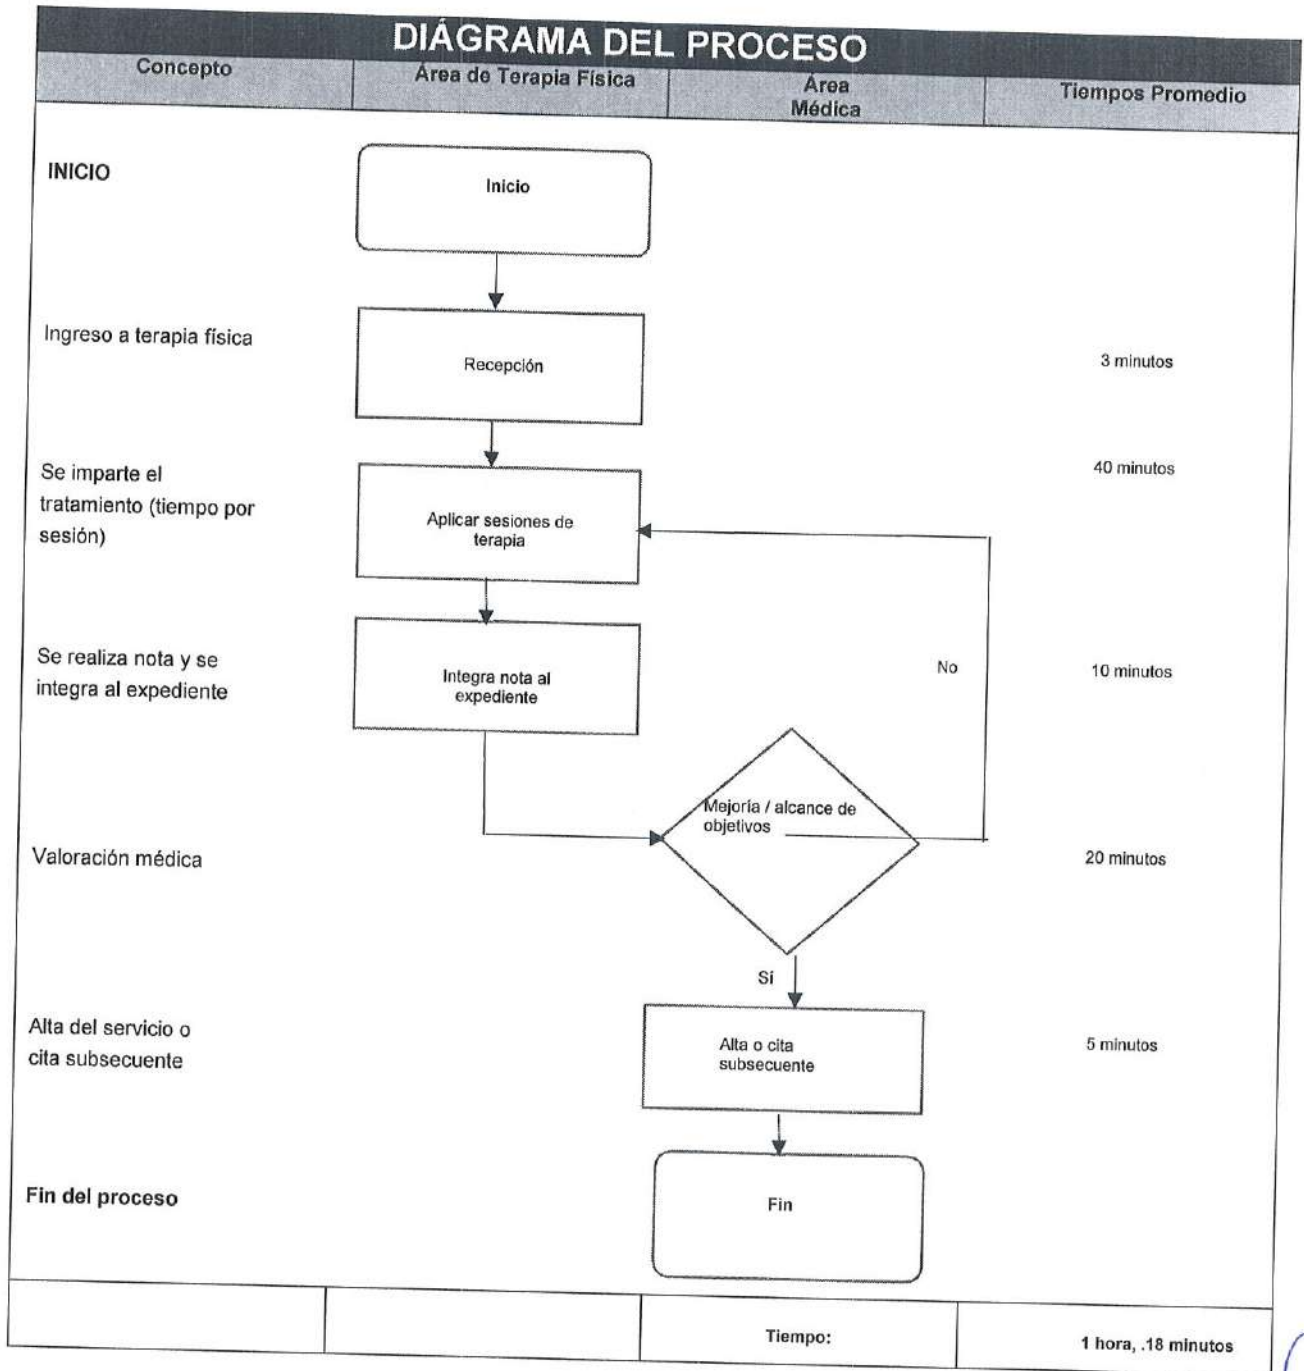 DIÁGRAMA DEL PROCESO
Concepto
Área de Terapia Física
Área
Médica
Tiempos Promedio
INICIO
Inicio
Ingreso a terapia física
Recepción
3 minutos
Se imparte el
tratamiento (tiempo por
sesión)
Aplicar sesiones de
terapia
40 minutos
Se realiza nota y se
integra al expediente
Integra nota al
expediente
No
10 minutos
Mejoría / alcance de
objetivos
Valoración médica
20 minutos
Sí
Alta del servicio o
cita subsecuente
Alta o cita
subsecuente
5 minutos
Fin del proceso
Fin
Tiempo:
1 hora, .18 minutos